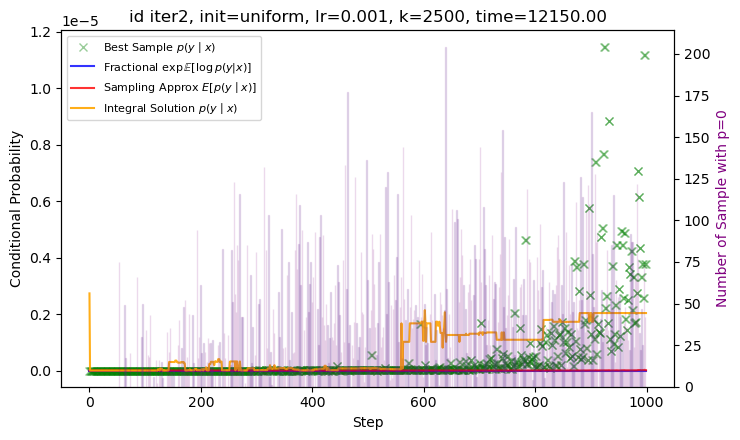 id iter2, init=uniform, lr=0.001, k=2500, time=12150.00
1e−5
Best Sample p(y | x)
Fractional exp 𝔼[log p(y|x)]
Sampling Approx E[p(y | x)]
Integral Solution p(y | x)
Conditional Probability
1.2
1.0
0.8
0.6
0.4
0.2
0.0
0 200 400 600 800 1000
Step
200
175
150
125
100
75
50
25
0
Number of Sample with p=0